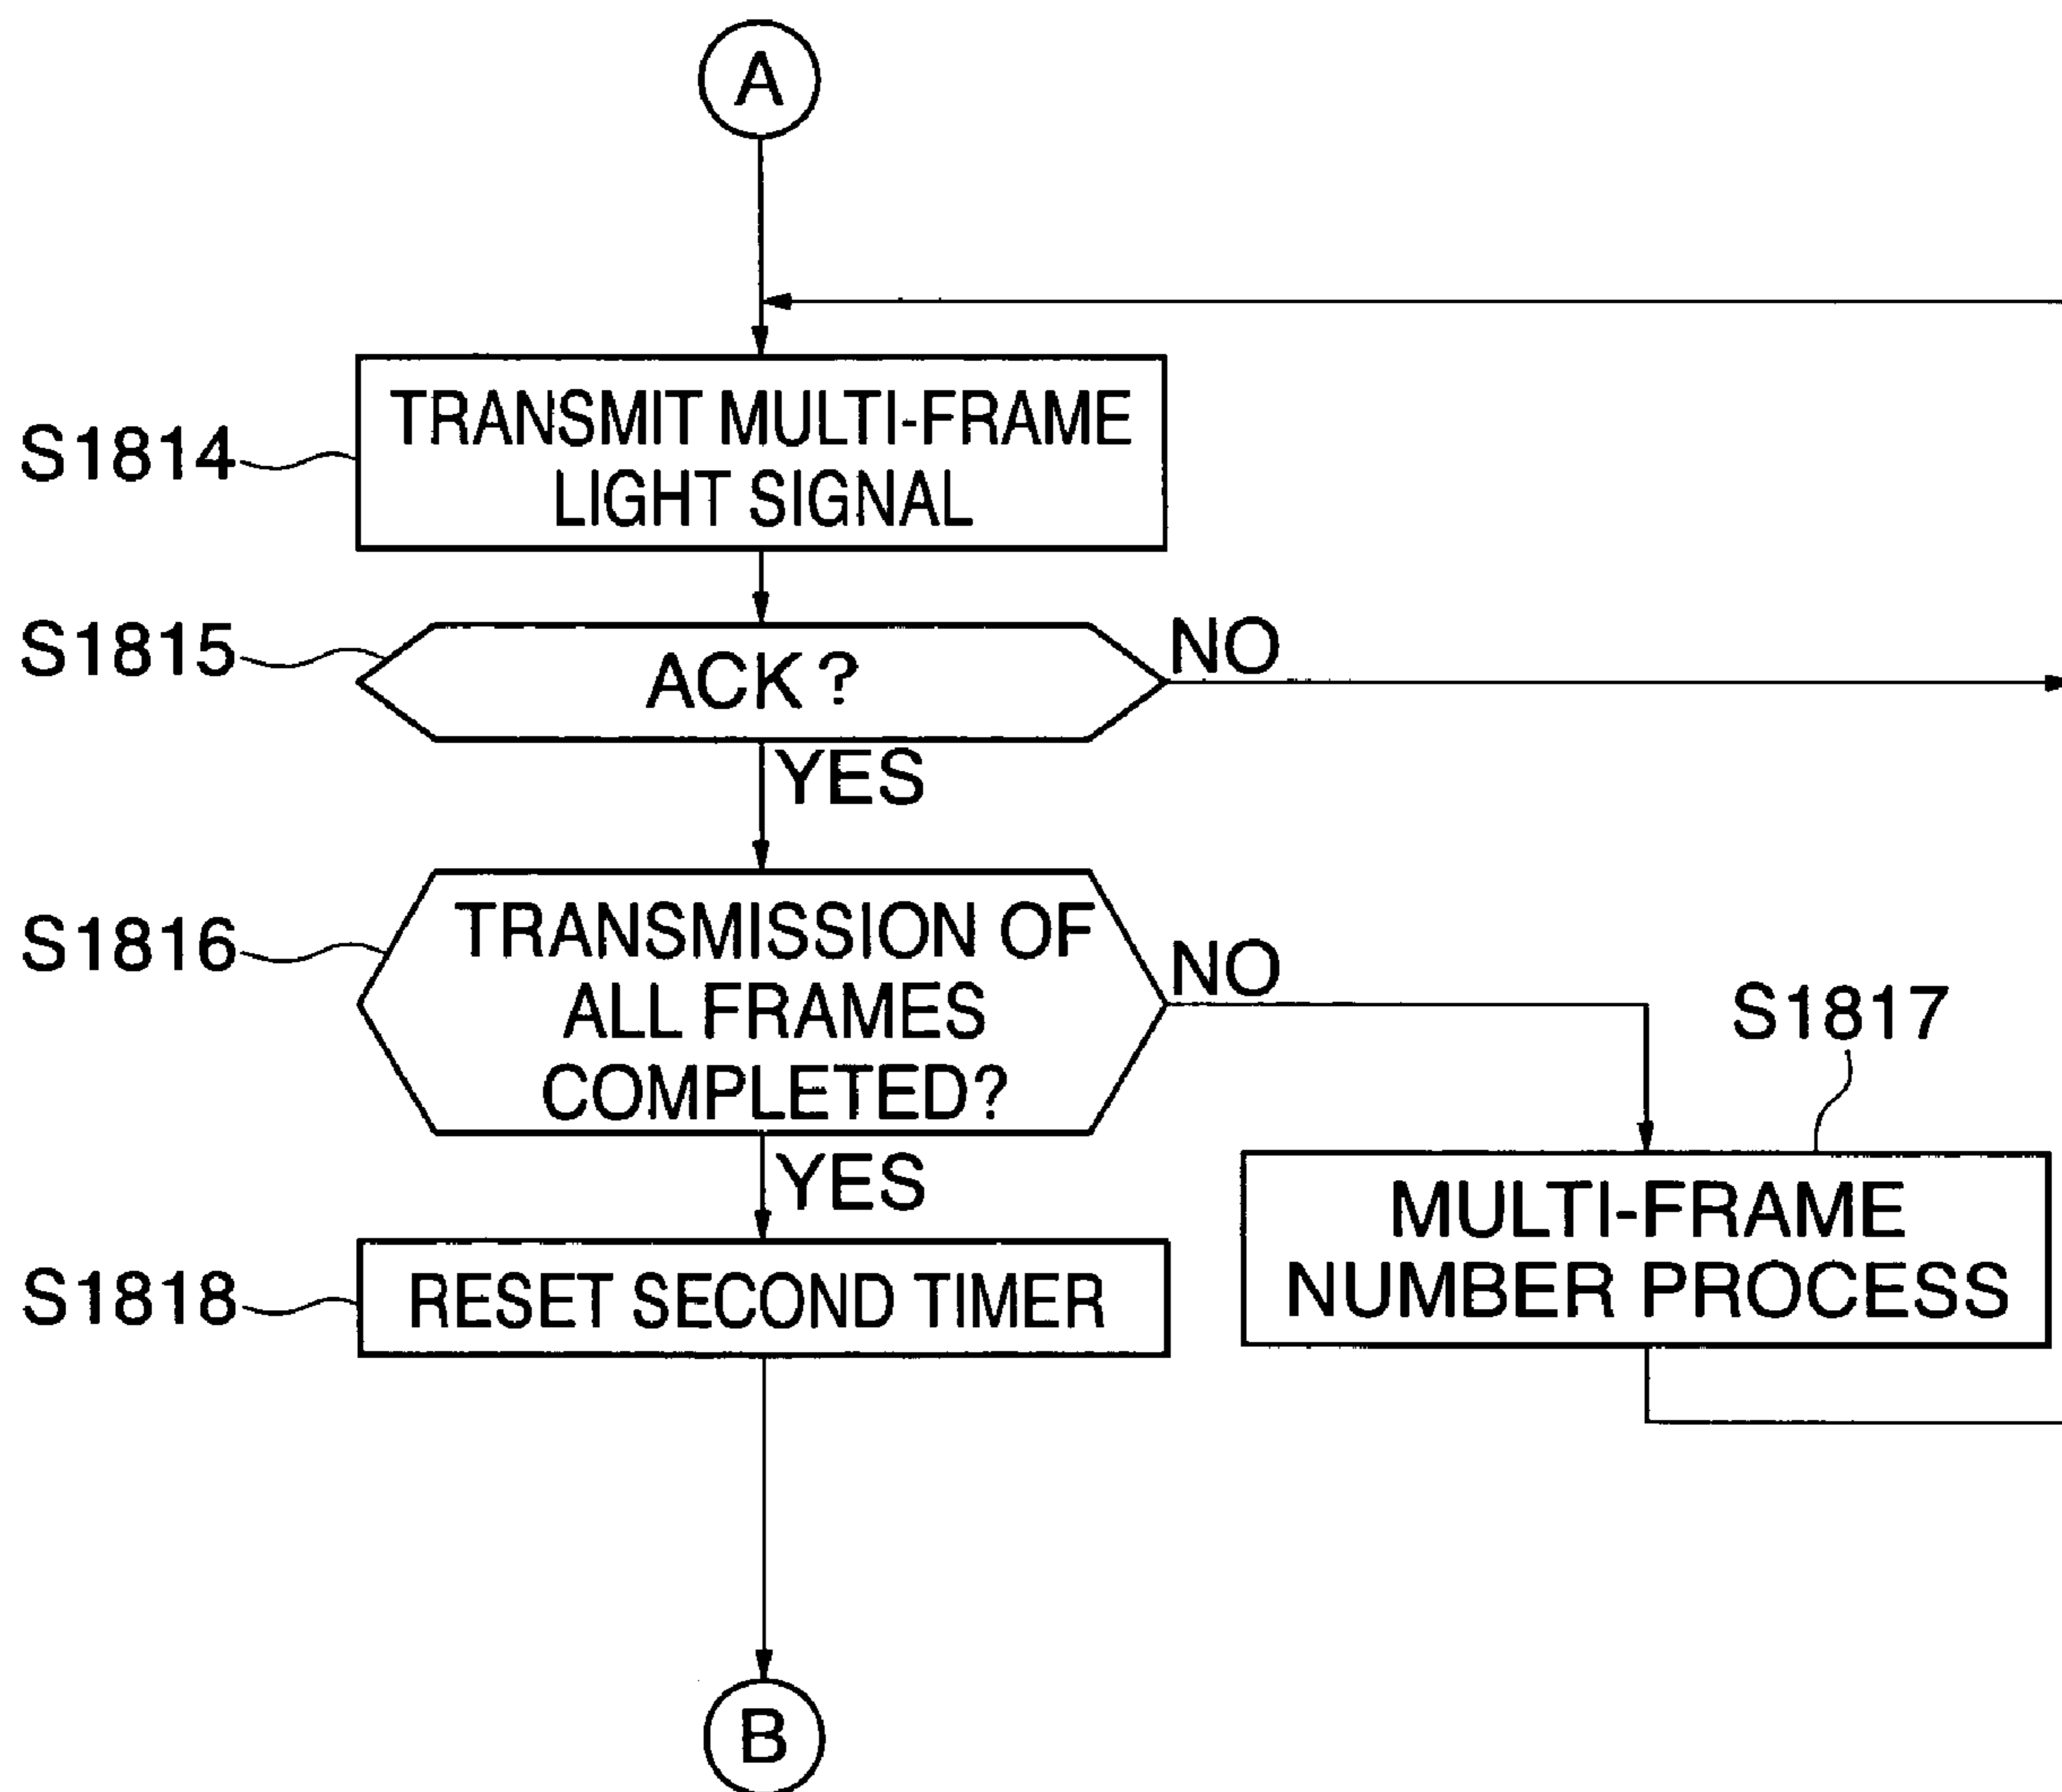 A
S1814
TRANSMIT MULTI-FRAME
LIGHT SIGNAL
S1815
ACK?
NO
YES
S1816
TRANSMISSION OF
ALL FRAMES
COMPLETED?
NO
S1817
YES
MULTI-FRAME
NUMBER PROCESS
S1818
RESET SECOND TIMER
B